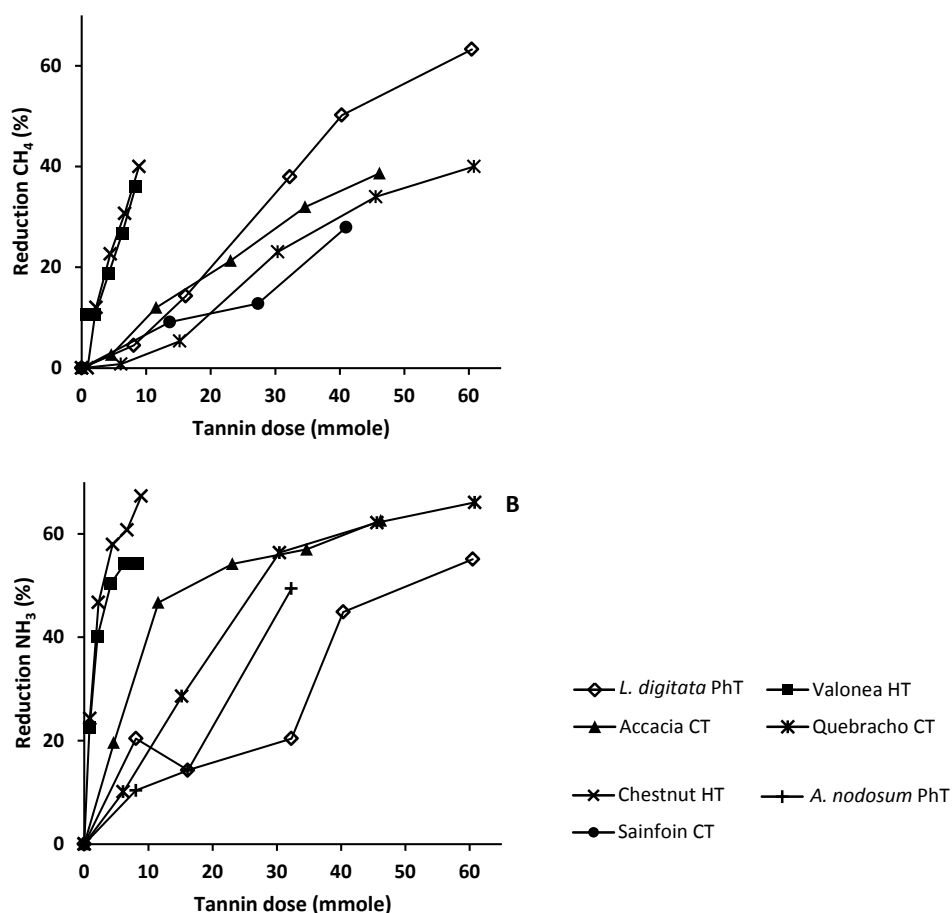 Reduction CH₄ (%)
60
40
20
0
0 10 20 30 40 50 60
Tannin dose (mmole)
B
Reduction NH₃ (%)
60
40
20
0
0 10 20 30 40 50 60
Tannin dose (mmole)
L. digitata PhT
Valonea HT
Accacia CT
Quebracho CT
Chestnut HT
A. nodosum PhT
Sainfoin CT